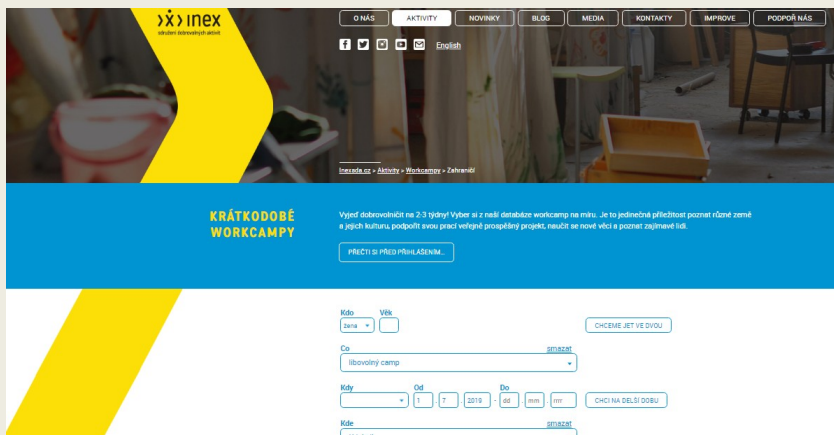 inex
sdružení dobrovolných aktivit
O NÁS
AKTIVITY
NOVINKY
BLOG
MEDIA
KONTAKTY
IMPROVE
PODPOŘ NÁS
English
Inexsda.cz » Aktivity » Workcampy » Zahraničí
KRÁTKODOBÉ
WORKCAMPY
Vyjeď dobrovolničit na 2-3 týdny! Vyber si z naší databáze workcamp na míru. Je to jedinečná příležitost poznat různé země
a jejich kulturu, podpořit svou prací veřejně prospěšný projekt, naučit se nové věci a poznat zajímavé lidi.
PŘEČTI SI PŘED PŘIHLÁŠENÍM...
Kdo Věk
žena
CHCEME JET VE DVOU
Co smazat
libovolný camp
Kdy Od Do
1 . 7 . 2019 - dd . mm . rrrr
CHCI NA DELŠÍ DOBU
Kde smazat